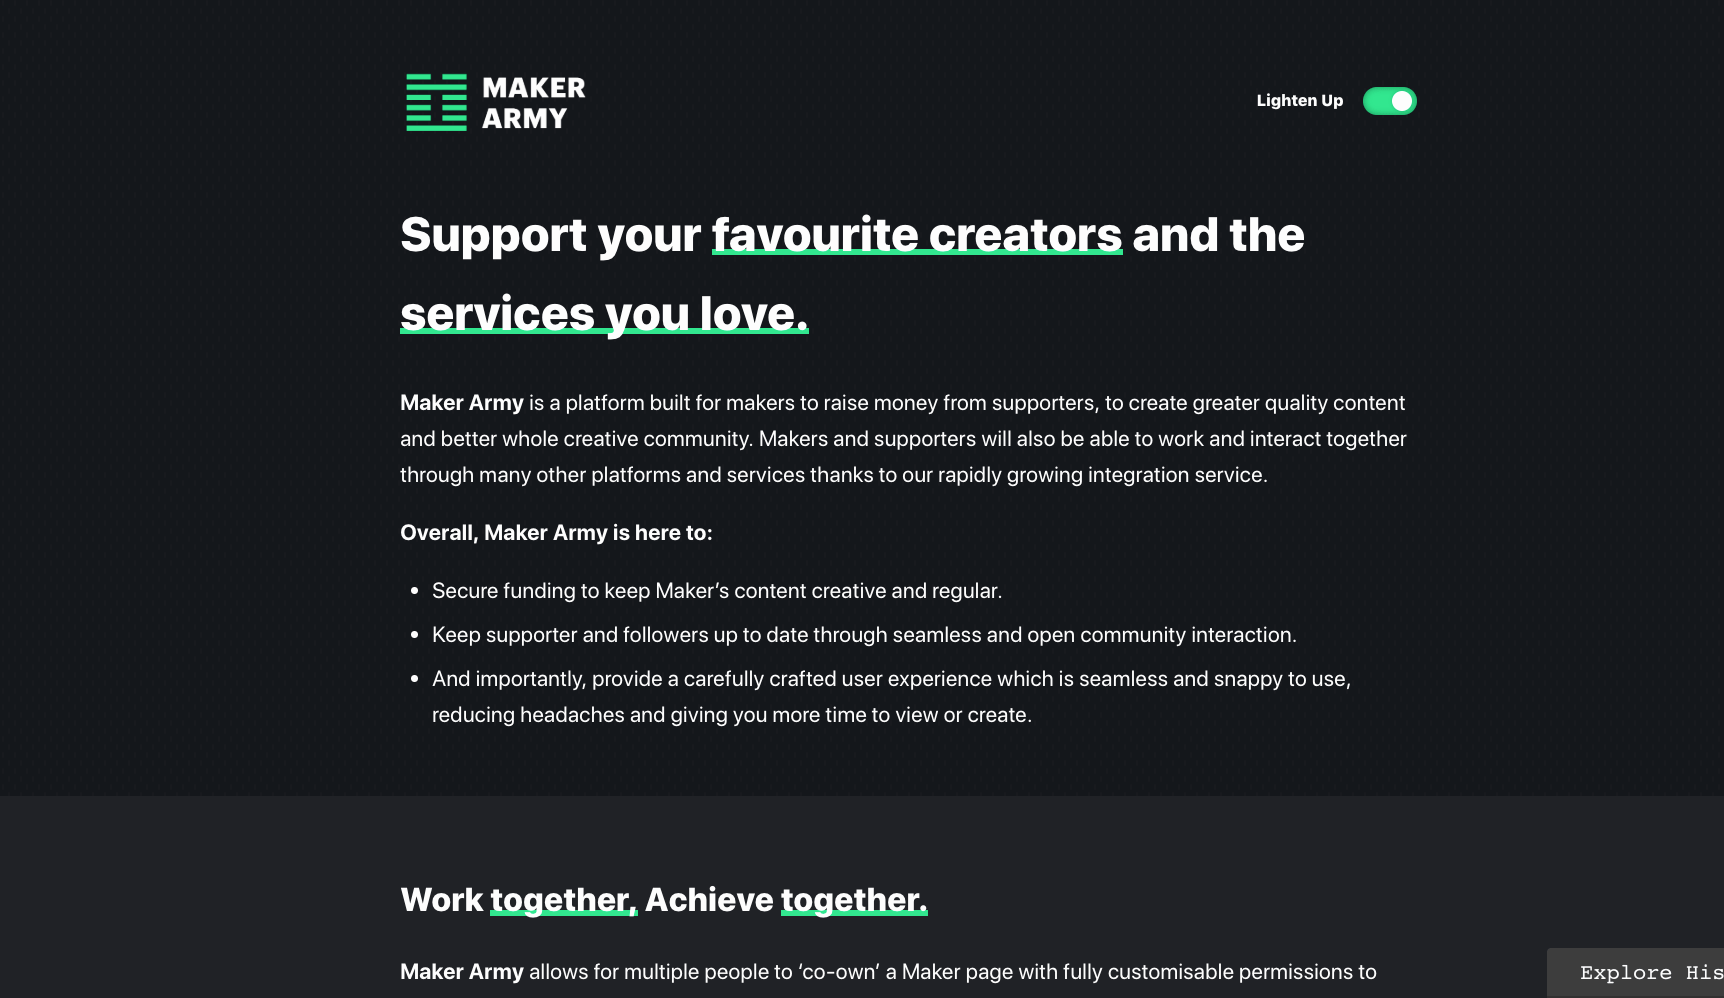 MAKER
ARMY
Lighten Up
Support your favourite creators and the
services you love.
Maker Army is a platform built for makers to raise money from supporters, to create greater quality content
and better whole creative community. Makers and supporters will also be able to work and interact together
through many other platforms and services thanks to our rapidly growing integration service.
Overall, Maker Army is here to:
• Secure funding to keep Maker’s content creative and regular.
• Keep supporter and followers up to date through seamless and open community interaction.
• And importantly, provide a carefully crafted user experience which is seamless and snappy to use,
reducing headaches and giving you more time to view or create.
Work together, Achieve together.
Maker Army allows for multiple people to ‘co-own’ a Maker page with fully customisable permissions to
Explore His